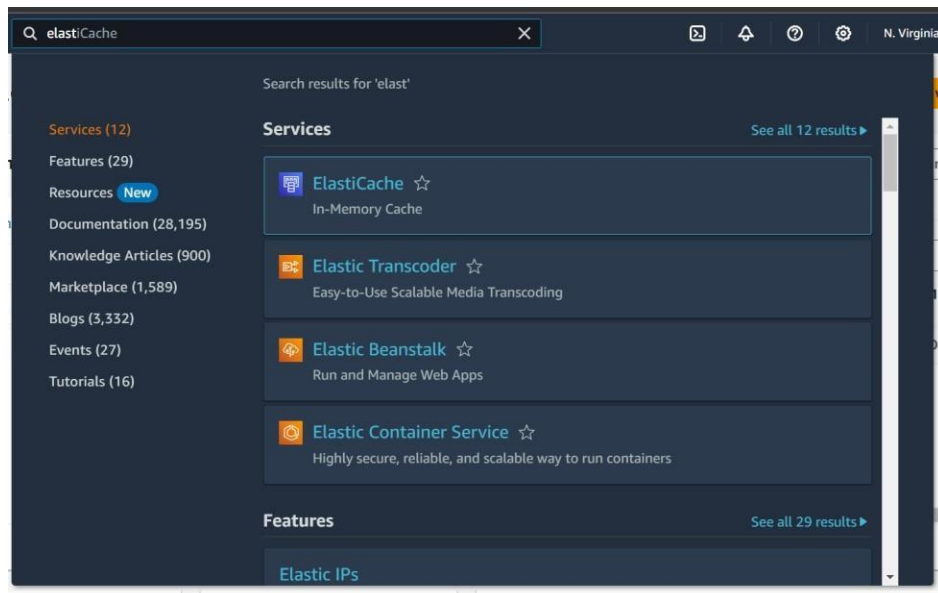 elastiCache
N. Virginia
Search results for 'elast'
Services (12)
Features (29)
Resources New
Documentation (28,195)
Knowledge Articles (900)
Marketplace (1,589)
Blogs (3,332)
Events (27)
Tutorials (16)
Services
See all 12 results
ElastiCache
In-Memory Cache
Elastic Transcoder
Easy-to-Use Scalable Media Transcoding
Elastic Beanstalk
Run and Manage Web Apps
Elastic Container Service
Highly secure, reliable, and scalable way to run containers
Features
See all 29 results
Elastic IPs